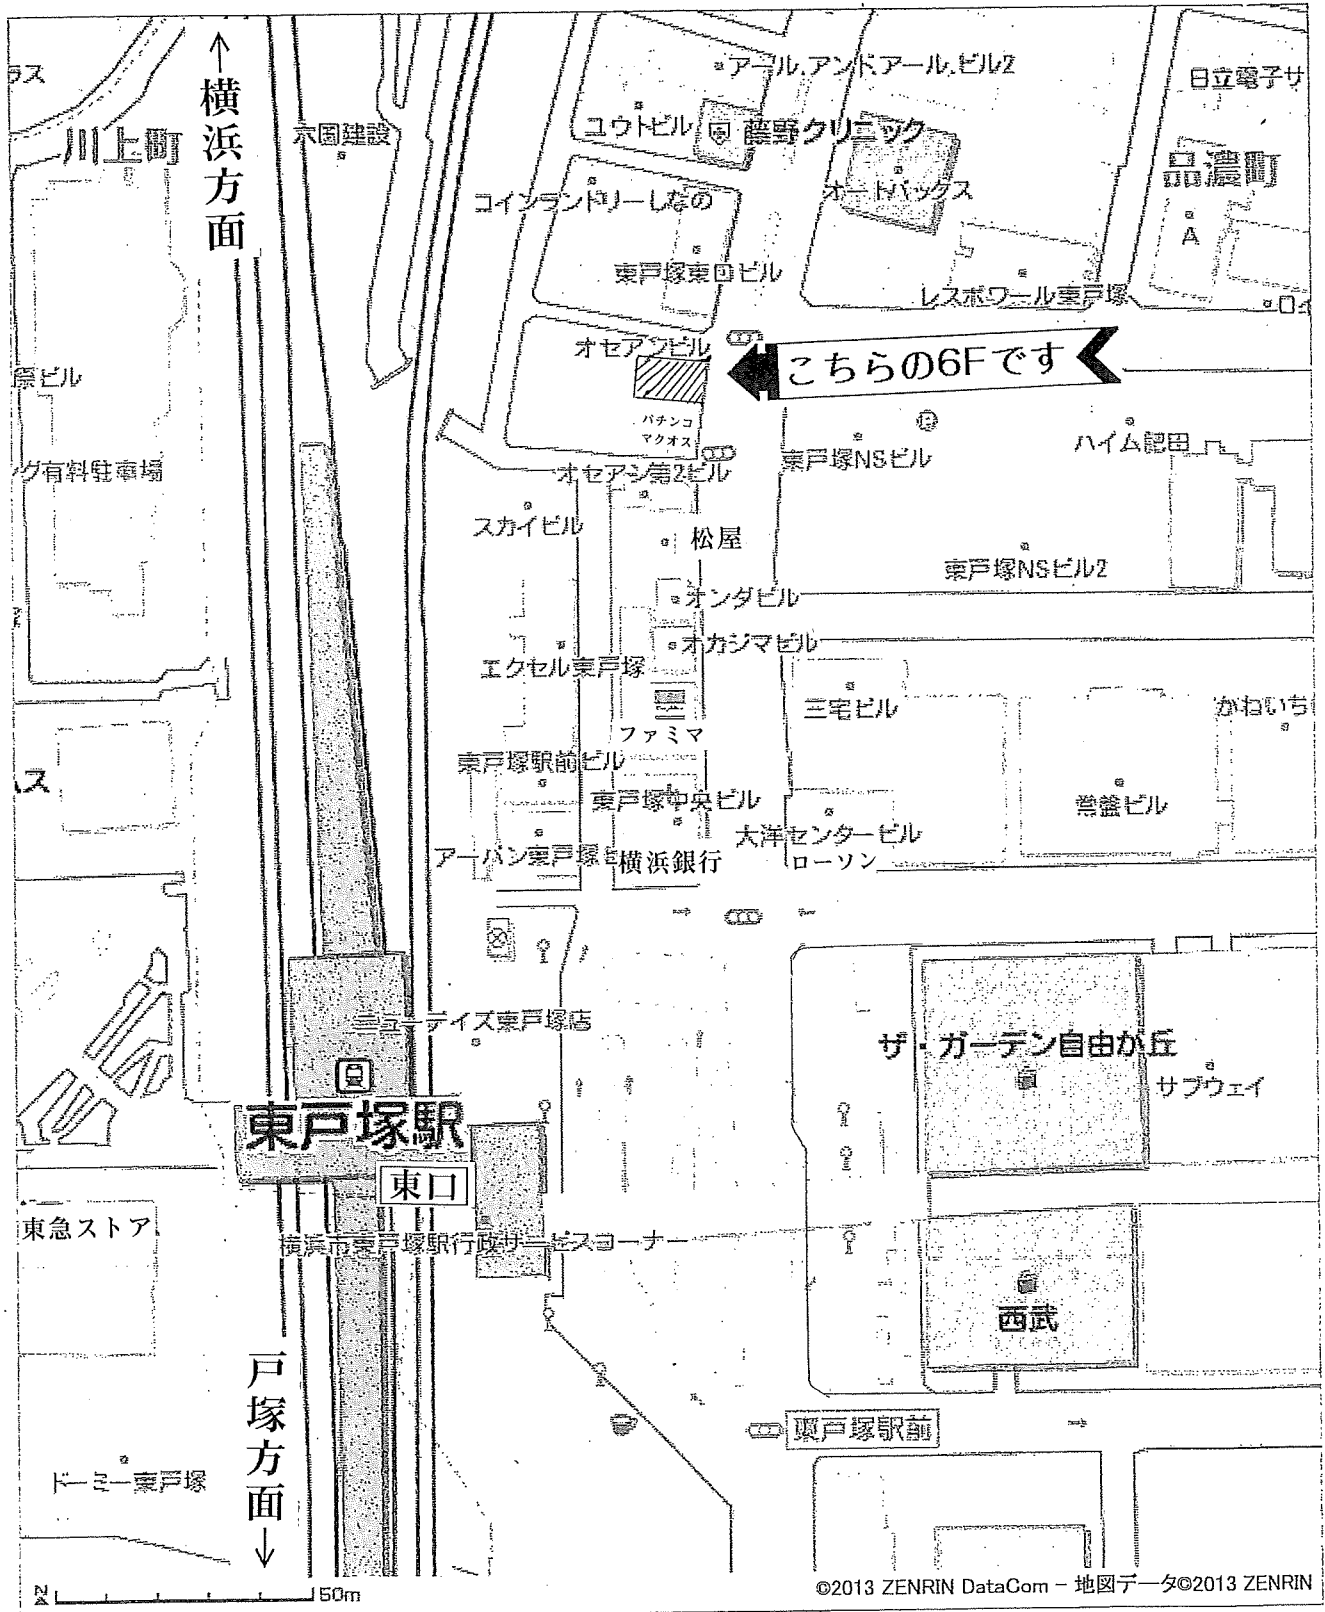 ↑横浜方面
川上町
六国建設
アール.アンド.アール.ビル2
日立電子サ
ユウトビル
藤野クリニック
オートバックス
品濃町
コインランドリーしなの
A
東戸塚東口ビル
レスポワール東戸塚
オセアンビル
こちらの6Fです
パチンコ
マクオス
東戸塚NSビル
オセアン第2ビル
グ有料駐車場
スカイビル
松屋
東戸塚NSビル2
オンダビル
オカジマビル
エクセル東戸塚
三宅ビル
かねいち
ファミマ
東戸塚駅前ビル
東戸塚中央ビル
常盤ビル
大洋センタービル
アーバン東戸塚ビ
横浜銀行
ローソン
ニューデイズ東戸塚店
ザ・ガーデン自由が丘
サブウェイ
東戸塚駅
東口
東急ストア
横浜市東戸塚駅行政サービスコーナー
西武
戸塚方面↓
東戸塚駅前
ドーミー東戸塚
50m
©2013 ZENRIN DataCom - 地図データ©2013 ZENRIN